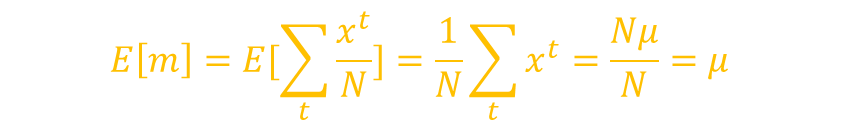 E[m] = E[∑_t x^t/N] = 1/N ∑_t x^t = Nμ/N = μ